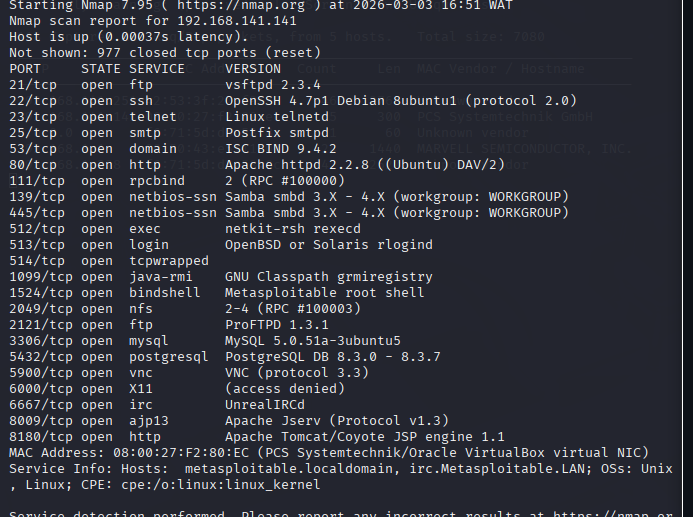 Starting Nmap 7.95 ( https://nmap.org ) at 2026-03-03 16:51 WAT
Nmap scan report for 192.168.141.141
Host is up (0.00037s latency).
Not shown: 977 closed tcp ports (reset)
PORT     STATE SERVICE     VERSION
21/tcp   open  ftp         vsftpd 2.3.4
22/tcp   open  ssh         OpenSSH 4.7p1 Debian 8ubuntu1 (protocol 2.0)
23/tcp   open  telnet      Linux telnetd
25/tcp   open  smtp        Postfix smtpd
53/tcp   open  domain      ISC BIND 9.4.2
80/tcp   open  http        Apache httpd 2.2.8 ((Ubuntu) DAV/2)
111/tcp  open  rpcbind     2 (RPC #100000)
139/tcp  open  netbios-ssn Samba smbd 3.X - 4.X (workgroup: WORKGROUP)
445/tcp  open  netbios-ssn Samba smbd 3.X - 4.X (workgroup: WORKGROUP)
512/tcp  open  exec        netkit-rsh rexecd
513/tcp  open  login       OpenBSD or Solaris rlogind
514/tcp  open  tcpwrapped
1099/tcp open  java-rmi    GNU Classpath grmiregistry
1524/tcp open  bindshell   Metasploitable root shell
2049/tcp open  nfs         2-4 (RPC #100003)
2121/tcp open  ftp         ProFTPD 1.3.1
3306/tcp open  mysql       MySQL 5.0.51a-3ubuntu5
5432/tcp open  postgresql  PostgreSQL DB 8.3.0 - 8.3.7
5900/tcp open  vnc         VNC (protocol 3.3)
6000/tcp open  X11         (access denied)
6667/tcp open  irc         UnrealIRCd
8009/tcp open  ajp13       Apache Jserv (Protocol v1.3)
8180/tcp open  http        Apache Tomcat/Coyote JSP engine 1.1
MAC Address: 08:00:27:F2:80:EC (PCS Systemtechnik/Oracle VirtualBox virtual NIC)
Service Info: Hosts:  metasploitable.localdomain, irc.Metasploitable.LAN; OSs: Unix
, Linux; CPE: cpe:/o:linux:linux_kernel
Service detection performed. Please report any incorrect results at https://nmap.or